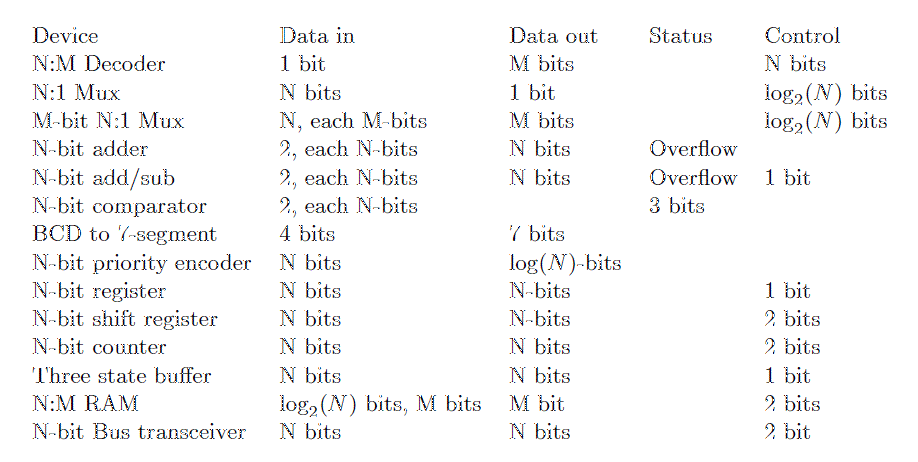 Device Data in Data out Status Control
N:M Decoder 1 bit M bits N bits
N:1 Mux N bits 1 bit log₂(N) bits
M-bit N:1 Mux N, each M-bits M bits log₂(N) bits
N-bit adder 2, each N-bits N bits Overflow
N-bit add/sub 2, each N-bits N bits Overflow 1 bit
N-bit comparator 2, each N-bits 3 bits
BCD to 7-segment 4 bits 7 bits
N-bit priority encoder N bits log(N)-bits
N-bit register N bits N-bits 1 bit
N-bit shift register N bits N-bits 2 bits
N-bit counter N bits N bits 2 bits
Three state buffer N bits N bits 1 bit
N:M RAM log₂(N) bits, M bits M bit 2 bits
N-bit Bus transceiver N bits N bits 2 bit